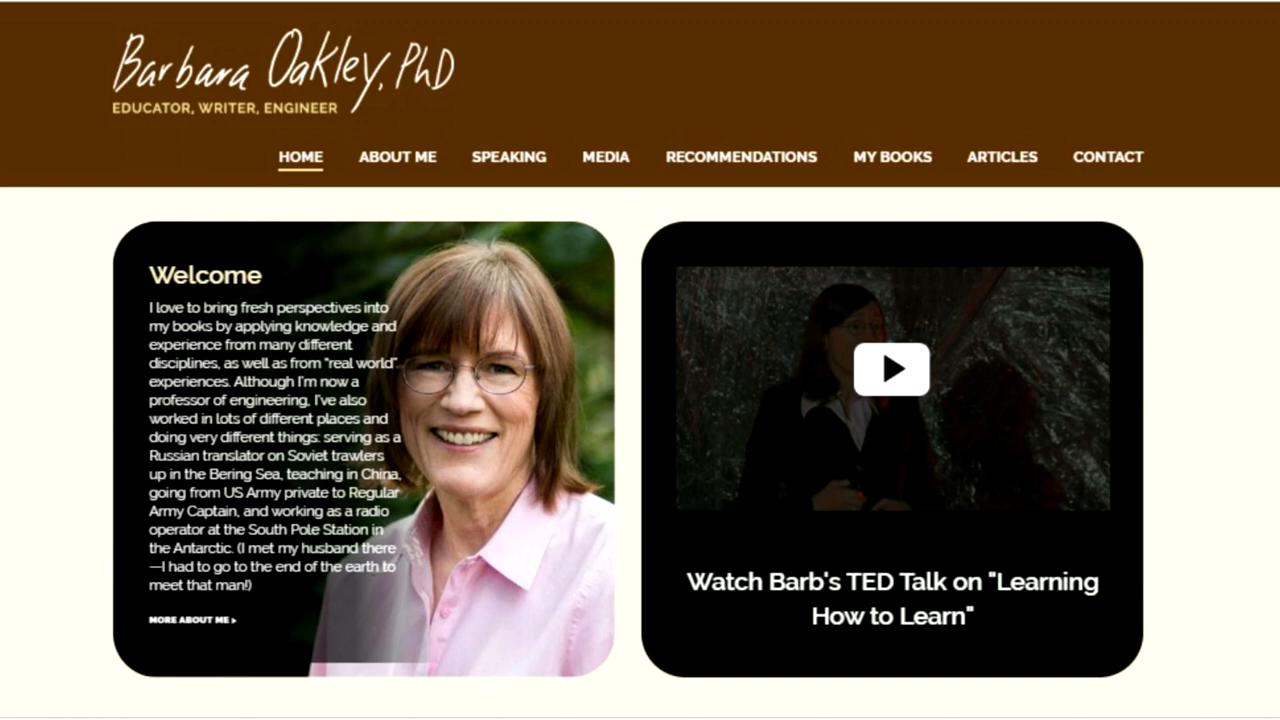 Barbara Oakley, PhD
EDUCATOR, WRITER, ENGINEER
HOME ABOUT ME SPEAKING MEDIA RECOMMENDATIONS MY BOOKS ARTICLES CONTACT
Welcome
I love to bring fresh perspectives into
my books by applying knowledge and
experience from many different
disciplines, as well as from "real world"
experiences. Although I'm now a
professor of engineering, I've also
worked in lots of different places and
doing very different things: serving as a
Russian translator on Soviet trawlers
up in the Bering Sea, teaching in China,
going from US Army private to Regular
Army Captain, and working as a radio
operator at the South Pole Station in
the Antarctic. (I met my husband there
—I had to go to the end of the earth to
meet that man!)
MORE ABOUT ME >
Watch Barb's TED Talk on "Learning
How to Learn"